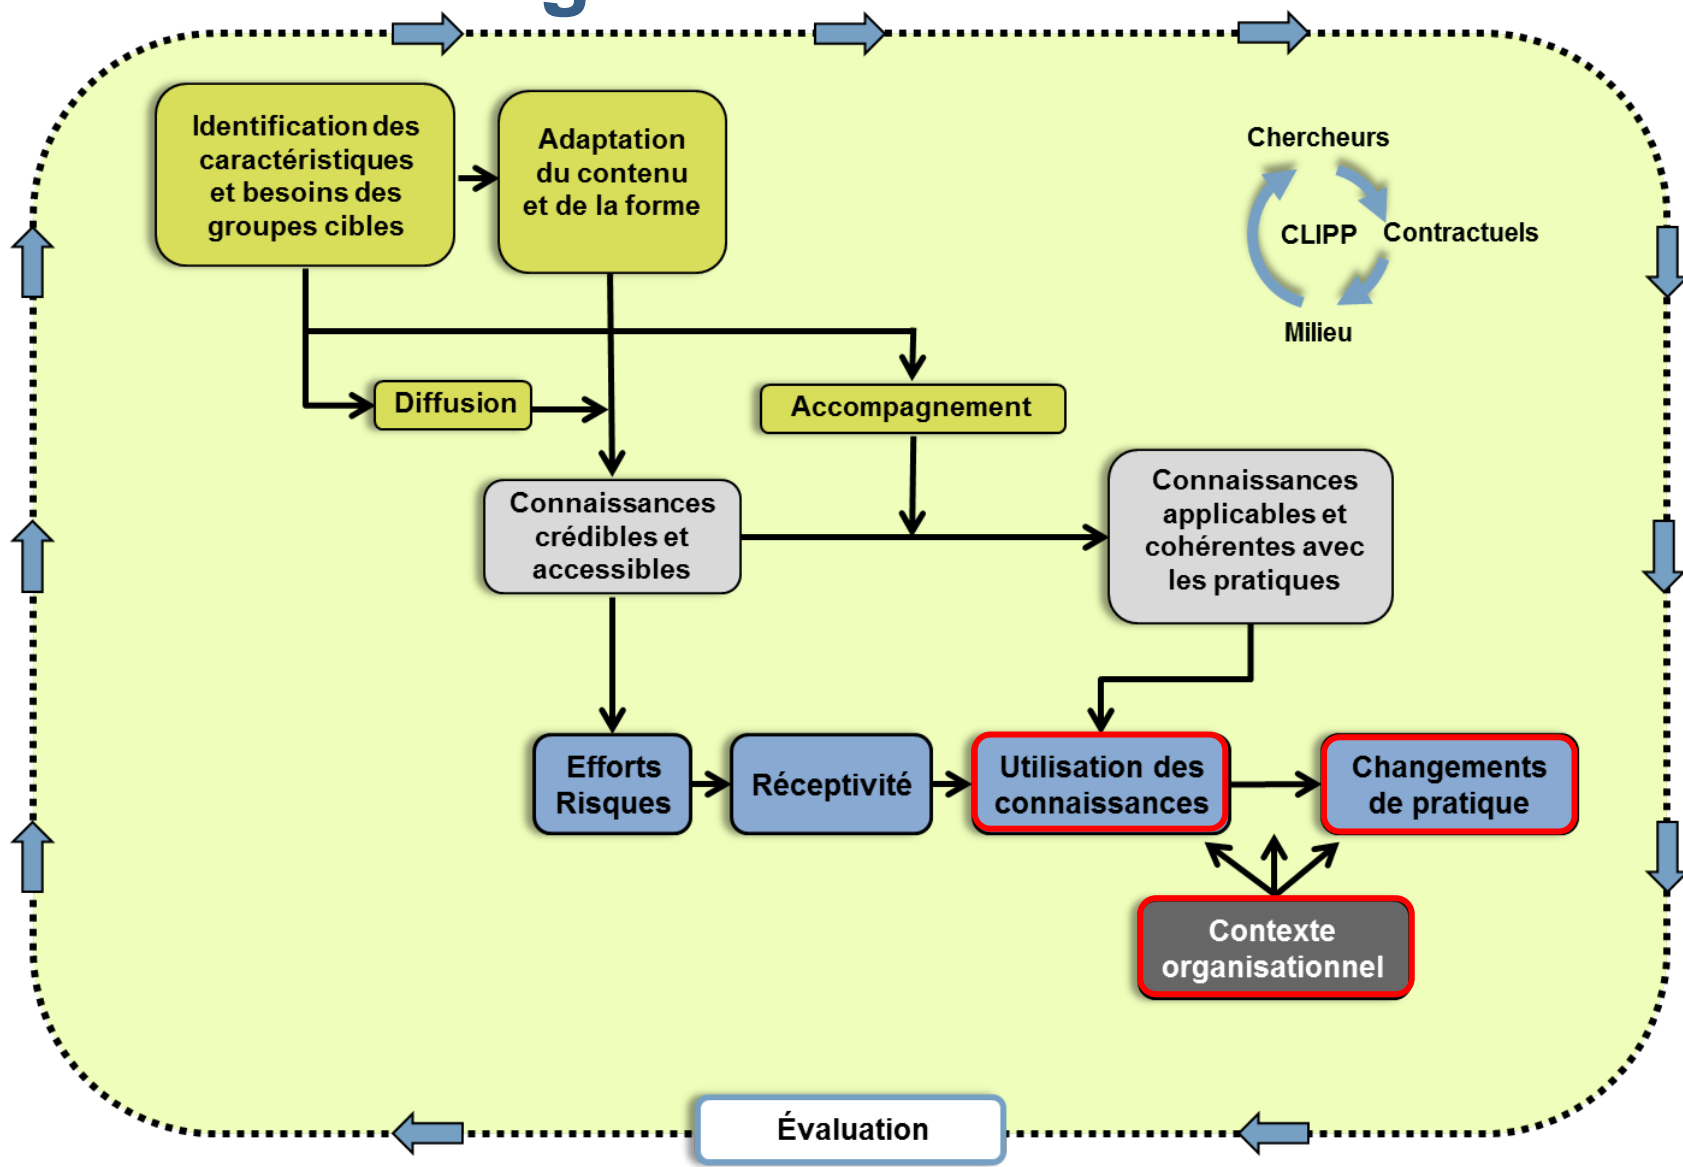 Identification des
caractéristiques
et besoins des
groupes cibles
Adaptation
du contenu
et de la forme
Chercheurs
CLIPP
Contractuels
Milieu
Diffusion
Accompagnement
Connaissances
crédibles et
accessibles
Connaissances
applicables et
cohérentes avec
les pratiques
Efforts
Risques
Réceptivité
Utilisation des
connaissances
Changements
de pratique
Contexte
organisationnel
Évaluation